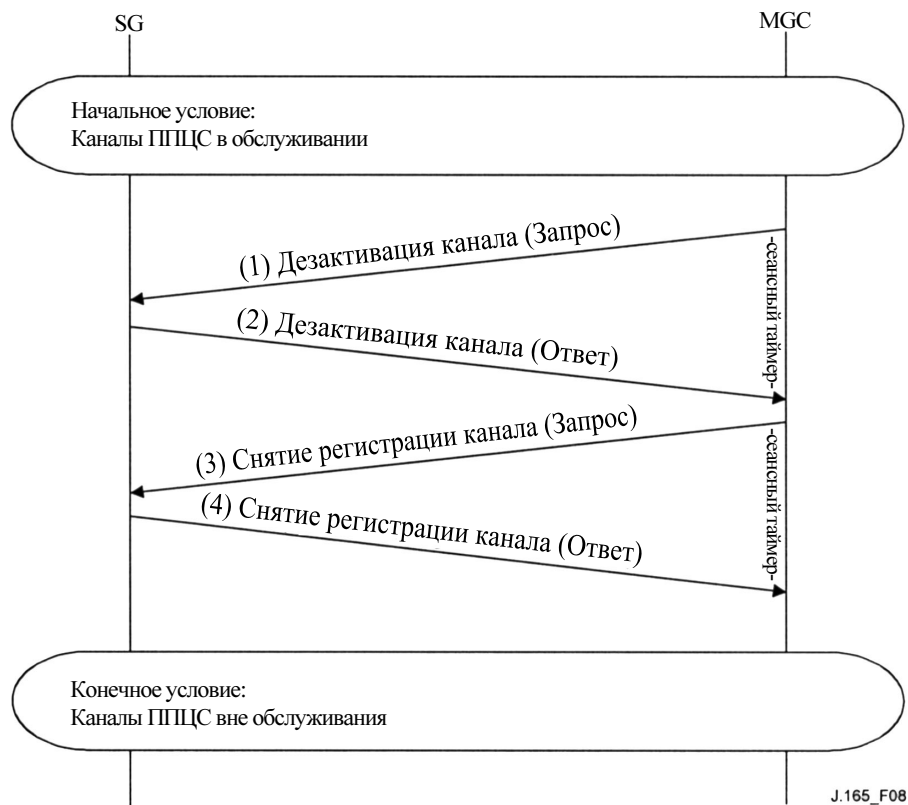 SG
MGC
Начальное условие:
Каналы ППЦС в обслуживании
(1) Дезактивация канала (Запрос)
-сеансный таймер-
(2) Дезактивация канала (Ответ)
(3) Снятие регистрации канала (Запрос)
-сеансный таймер-
(4) Снятие регистрации канала (Ответ)
Конечное условие:
Каналы ППЦС вне обслуживания
J.165_F08